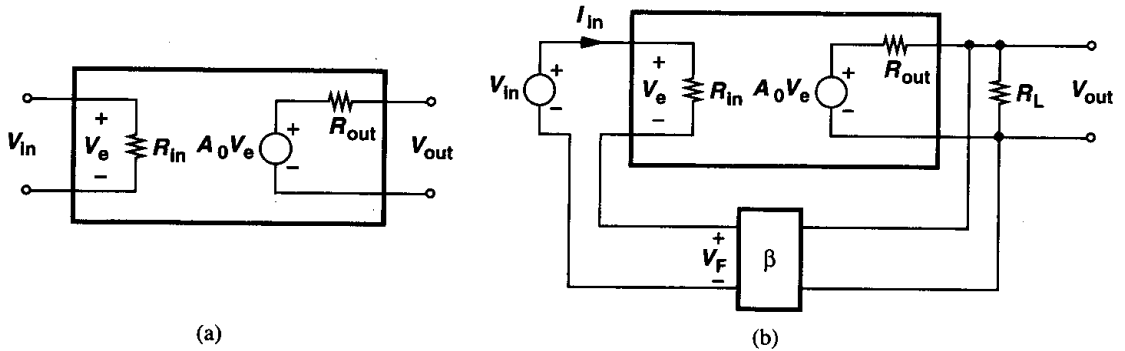 V_in
+
V_e
−
R_in
A_0V_e
+
−
R_out
V_out
(a)
I_in
V_in
+
−
+
V_e
−
R_in
A_0V_e
+
−
R_out
R_L
V_out
+
V_F
−
β
(b)